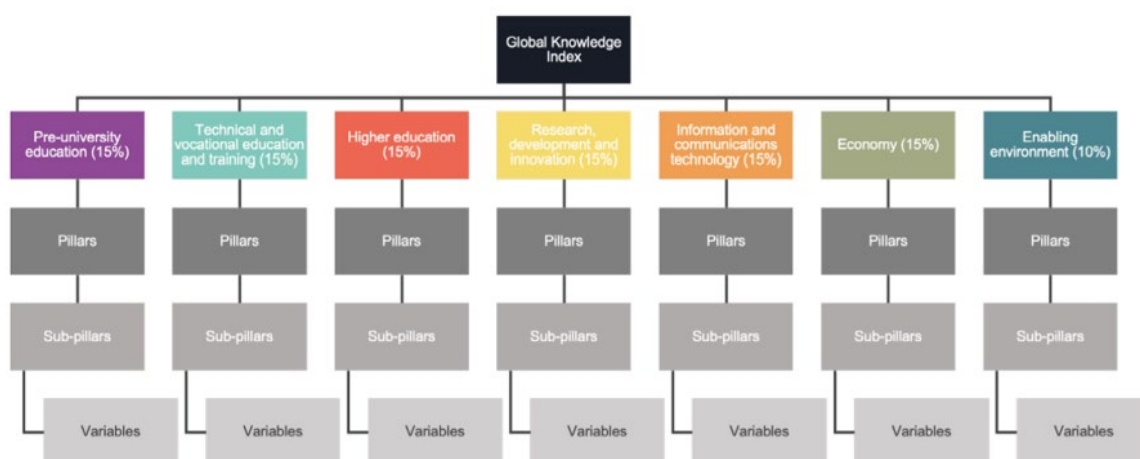 Global Knowledge
Index
Pre-university
education (15%)
Technical and
vocational education
and training (15%)
Higher education
(15%)
Research,
development and
innovation (15%)
Information and
communications
technology (15%)
Economy (15%)
Enabling
environment (10%)
Pillars
Pillars
Pillars
Pillars
Pillars
Pillars
Pillars
Sub-pillars
Sub-pillars
Sub-pillars
Sub-pillars
Sub-pillars
Sub-pillars
Sub-pillars
Variables
Variables
Variables
Variables
Variables
Variables
Variables